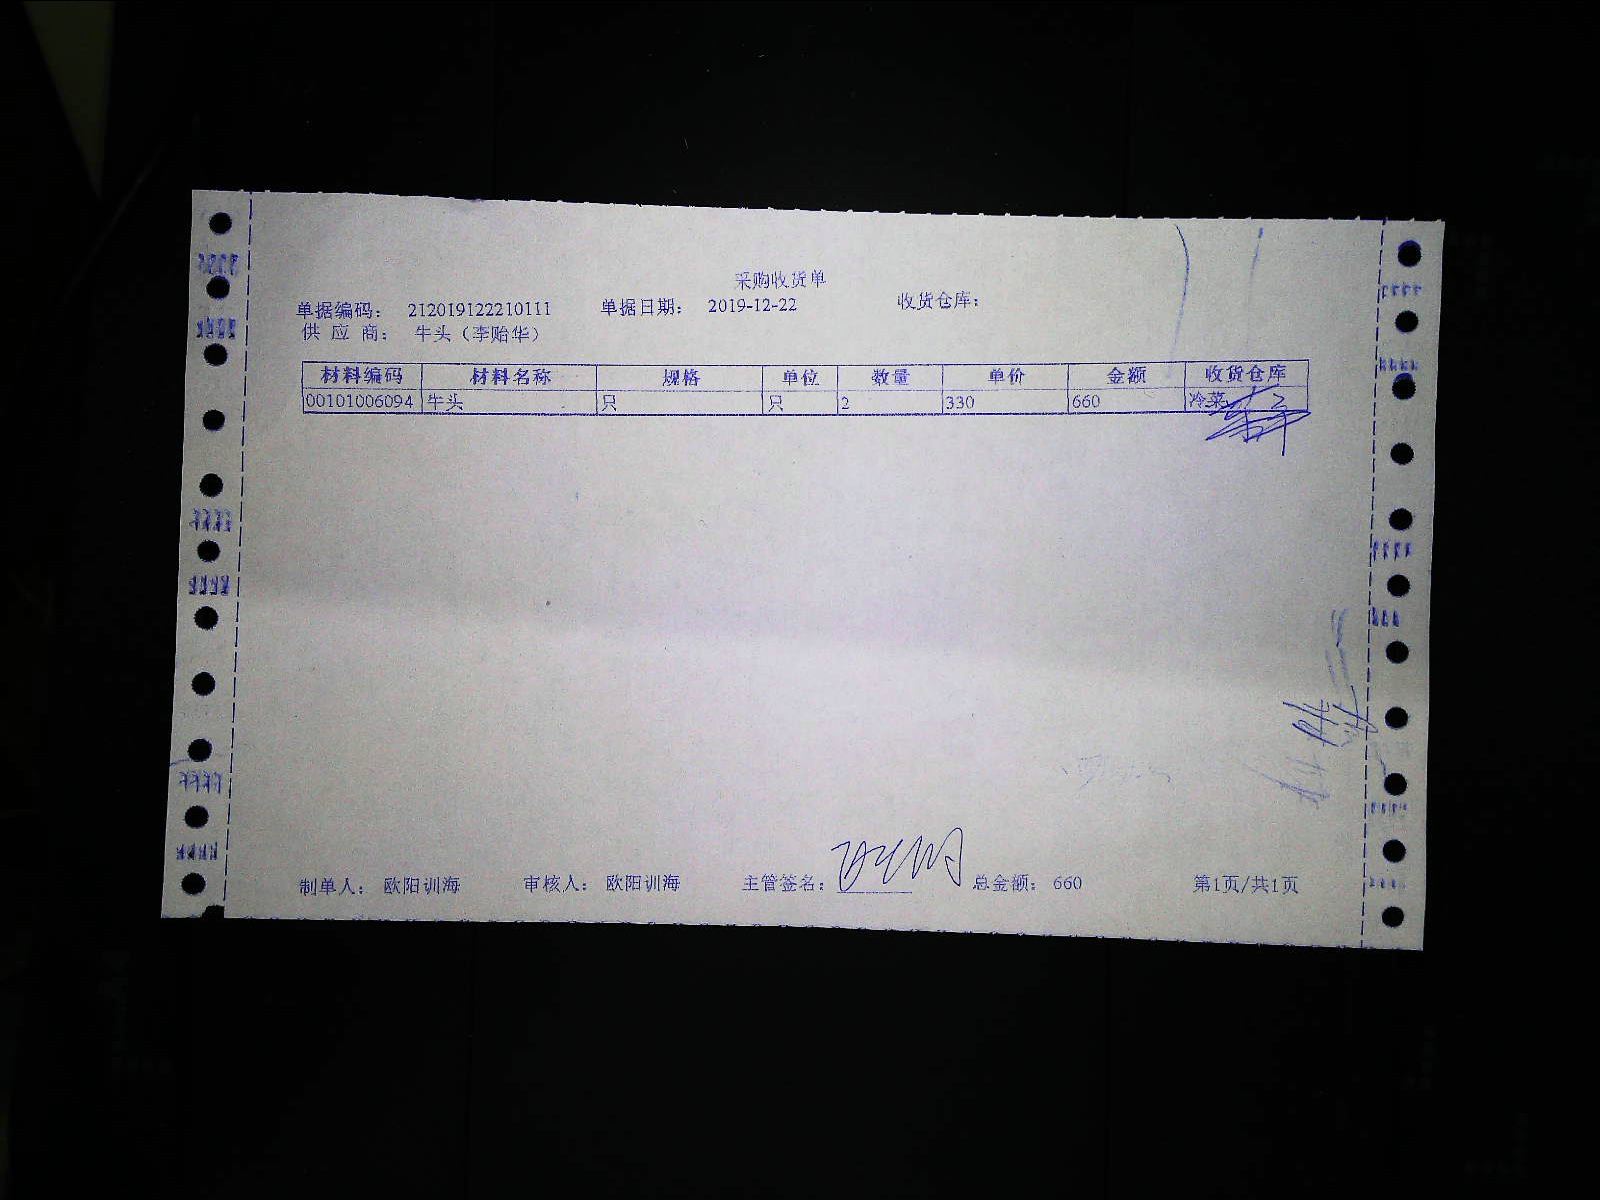 采购收货单
单据编码: 212019122210111 单据日期: 2019-12-22 收货仓库:
供 应 商: 牛头（李贻华）
材料编码 材料名称 规格 单位 数量 单价 金额 收货仓库
00101006094 牛头 只 只 2 330 660 冷菜
制单人: 欧阳训海 审核人: 欧阳训海 主管签名: 总金额: 660 第1页/共1页